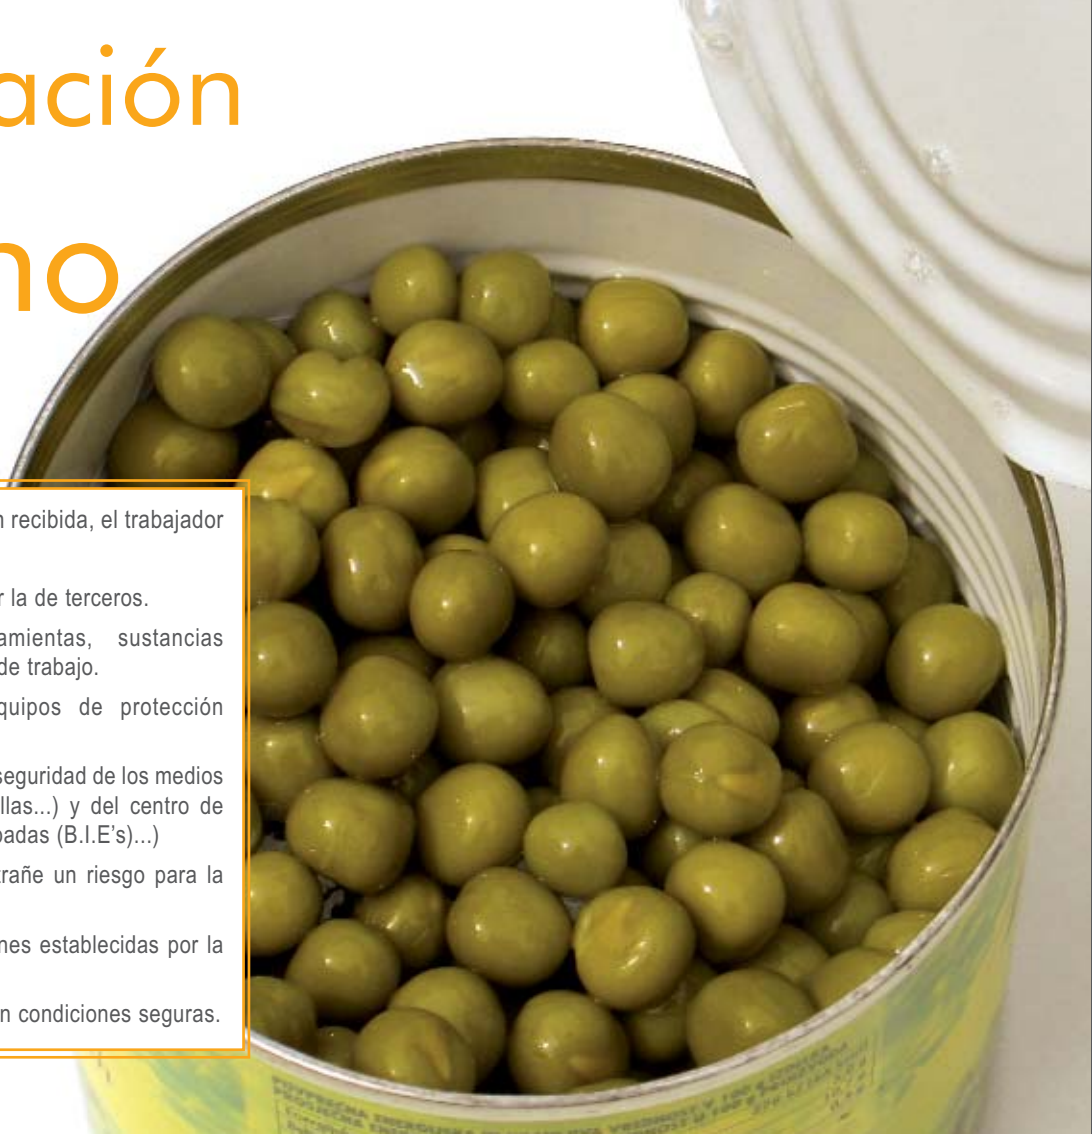 ación
no
n recibida, el trabajador
r la de terceros.
amientas, sustancias
de trabajo.
quipos de protección
seguridad de los medios
llas...) y del centro de
padas (B.I.E’s)...)
trañe un riesgo para la
nes establecidas por la
n condiciones seguras.